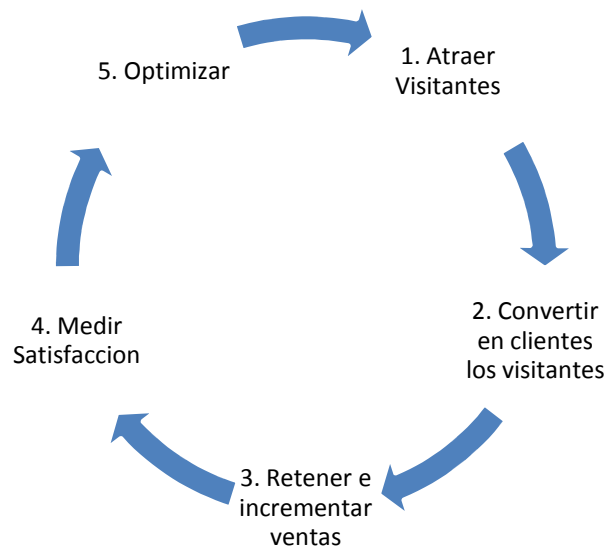 1. Atraer
Visitantes
2. Convertir
en clientes
los visitantes
3. Retener e
incrementar
ventas
4. Medir
Satisfaccion
5. Optimizar